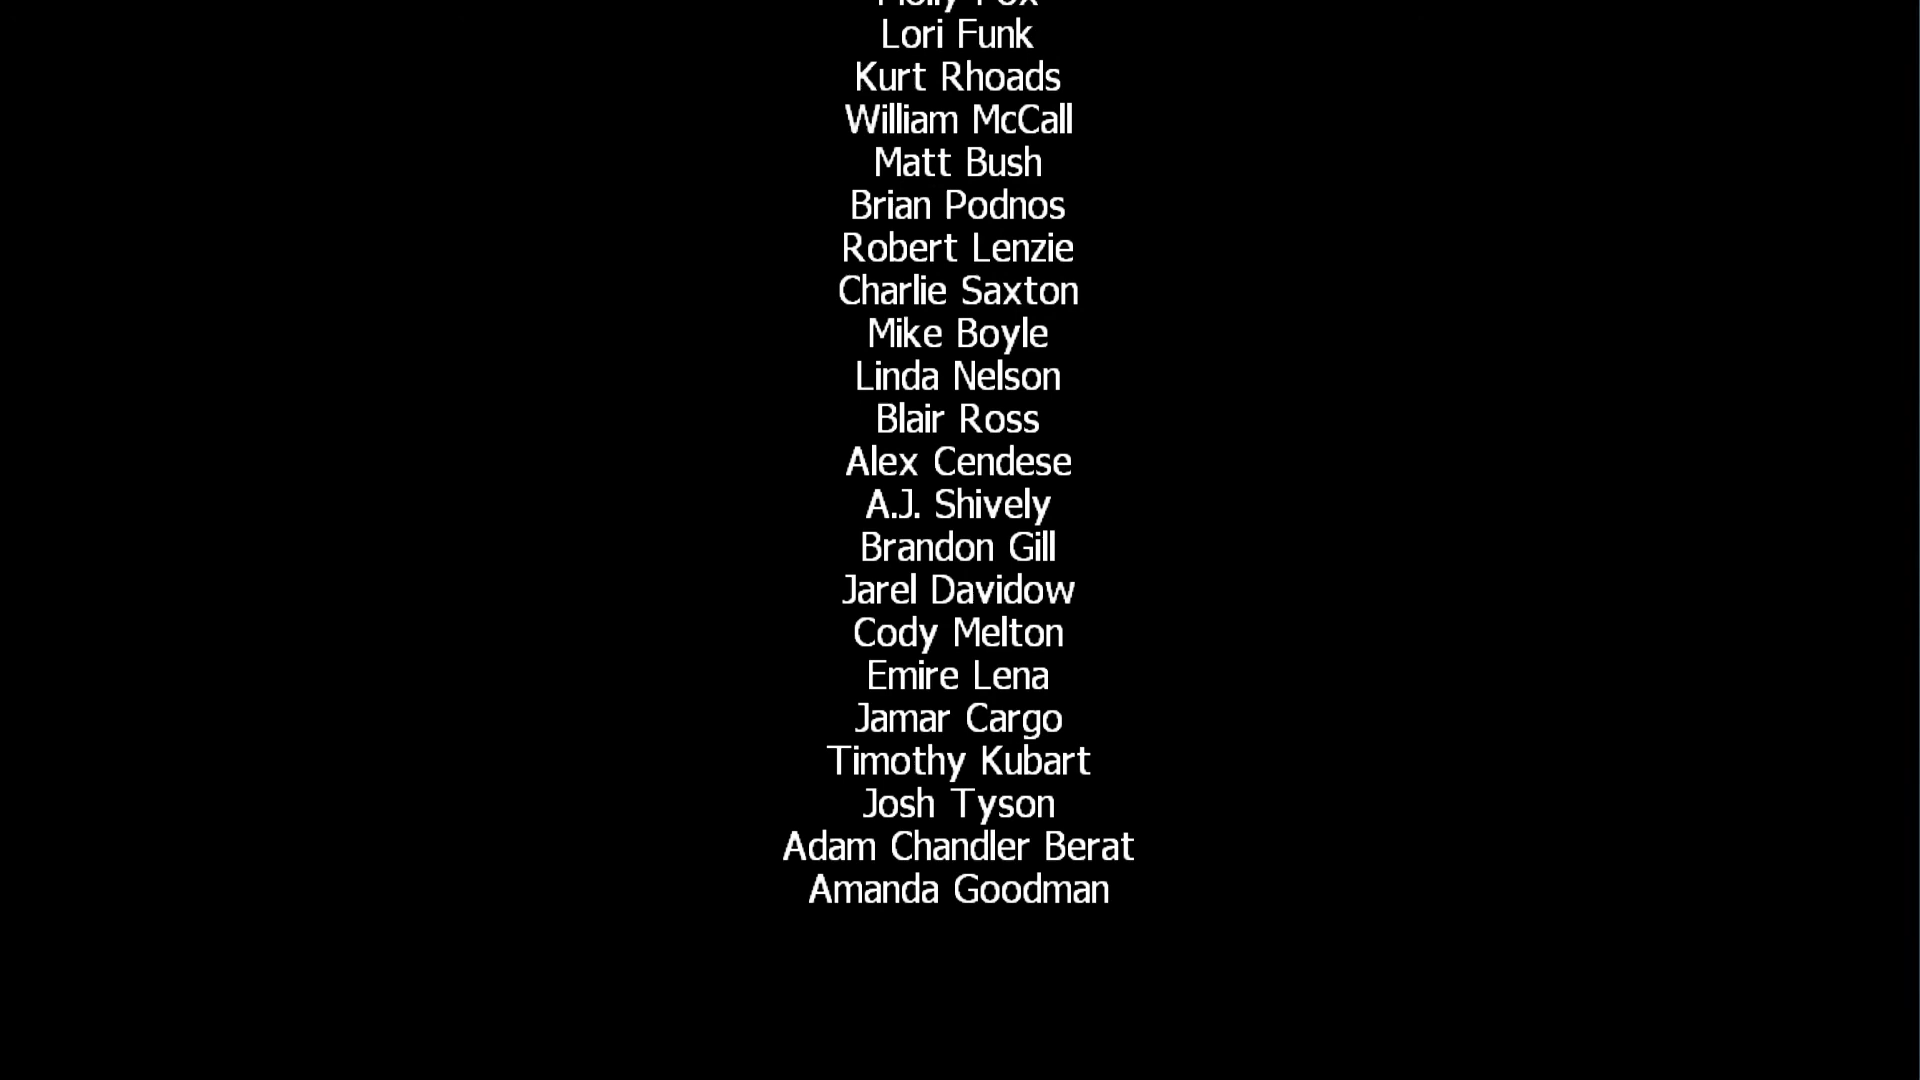 Molly Fox
Lori Funk
Kurt Rhoads
William McCall
Matt Bush
Brian Podnos
Robert Lenzie
Charlie Saxton
Mike Boyle
Linda Nelson
Blair Ross
Alex Cendese
A.J. Shively
Brandon Gill
Jarel Davidow
Cody Melton
Emire Lena
Jamar Cargo
Timothy Kubart
Josh Tyson
Adam Chandler Berat
Amanda Goodman